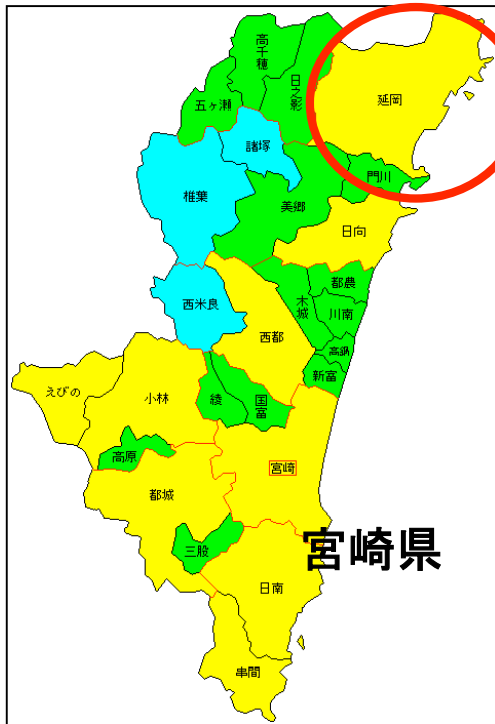 高千穂
日之影
延岡
五ヶ瀬
諸塚
門川
椎葉
美郷
日向
都農
西米良
木城
川南
西都
高鍋
新富
えびの
小林
綾
国富
高原
宮崎
都城
宮崎県
三股
日南
串間